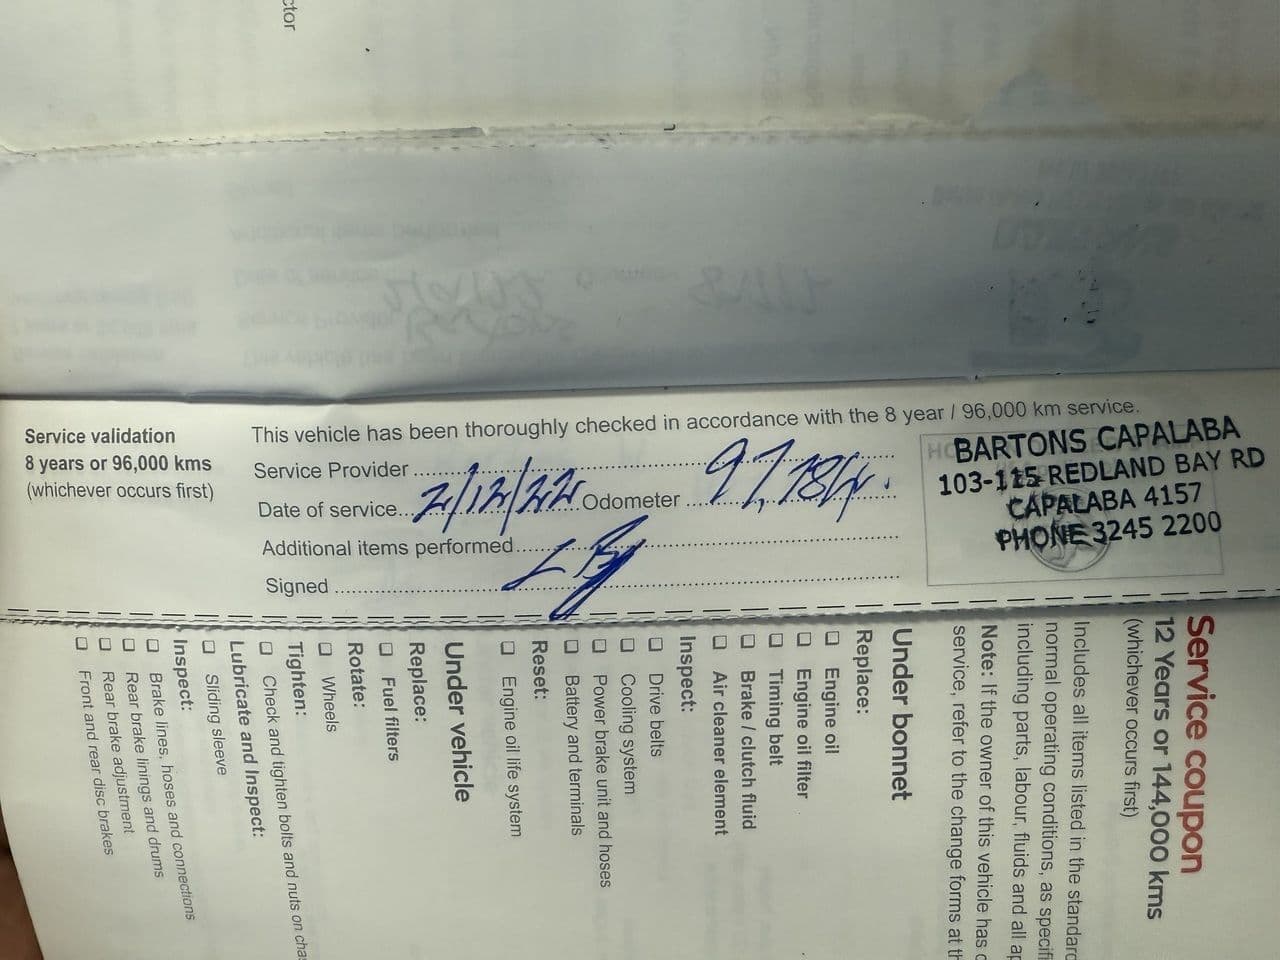 ctor
Service validation
8 years or 96,000 kms
(whichever occurs first)
This vehicle has been thoroughly checked in accordance with the 8 year / 96,000 km service.
Service Provider
Date of service 2/12/22 Odometer 97,784.
Additional items performed
Signed
BARTONS CAPALABA
103-115 REDLAND BAY RD
CAPALABA 4157
PHONE 3245 2200
Service coupon
12 Years or 144,000 kms
(whichever occurs first)
Includes all items listed in the standard
normal operating conditions, as specifi
including parts, labour, fluids and all ap
Note: If the owner of this vehicle has c
service, refer to the change forms at th
Under bonnet
Replace:
Engine oil
Engine oil filter
Timing belt
Brake / clutch fluid
Air cleaner element
Inspect:
Drive belts
Cooling system
Power brake unit and hoses
Battery and terminals
Reset:
Engine oil life system
Under vehicle
Replace:
Fuel filters
Rotate:
Wheels
Tighten:
Check and tighten bolts and nuts on chas
Lubricate and Inspect:
Sliding sleeve
Inspect:
Brake lines, hoses and connections
Rear brake linings and drums
Rear brake adjustment
Front and rear disc brakes